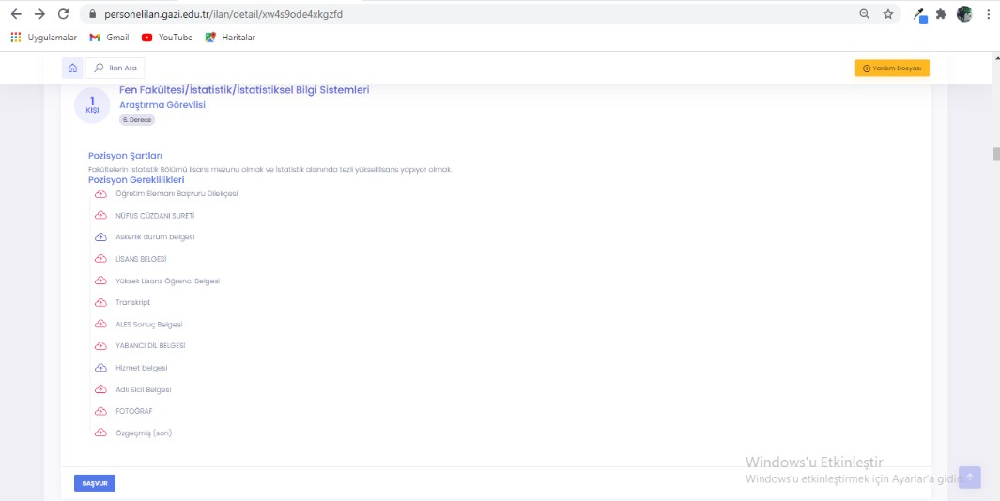 personelilan.gazi.edu.tr/ilan/detail/xw4s9ode4xkgzfd
Uygulamalar Gmail YouTube Haritalar
İlan Ara Yardım Dosyası
1
KİŞİ
Fen Fakültesi/İstatistik/İstatistiksel Bilgi Sistemleri
Araştırma Görevlisi
6. Derece
Pozisyon Şartları
Fakültelerin İstatistik Bölümü lisans mezunu olmak ve İstatistik alanında tezli yükseklisans yapıyor olmak.
Pozisyon Gereklilikleri
Öğretim Elemanı Başvuru Dilekçesi
NÜFUS CÜZDANI SURETİ
Askerlik durum belgesi
LİSANS BELGESİ
Yüksek Lisans Öğrenci Belgesi
Transkript
ALES Sonuç Belgesi
YABANCI DİL BELGESİ
Hizmet belgesi
Adli Sicil Belgesi
FOTOĞRAF
Özgeçmiş (son)
Windows'u Etkinleştir
Windows'u etkinleştirmek için Ayarlar'a gidin.
BAŞVUR